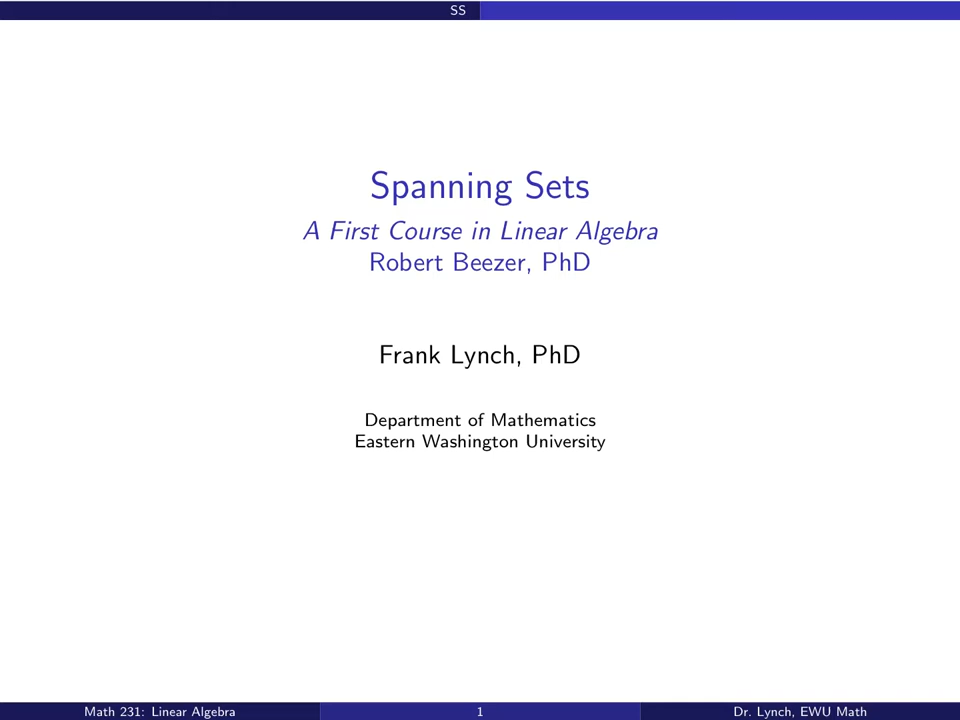 SS
Spanning Sets
A First Course in Linear Algebra
Robert Beezer, PhD
Frank Lynch, PhD
Department of Mathematics
Eastern Washington University
Math 231: Linear Algebra
1
Dr. Lynch, EWU Math